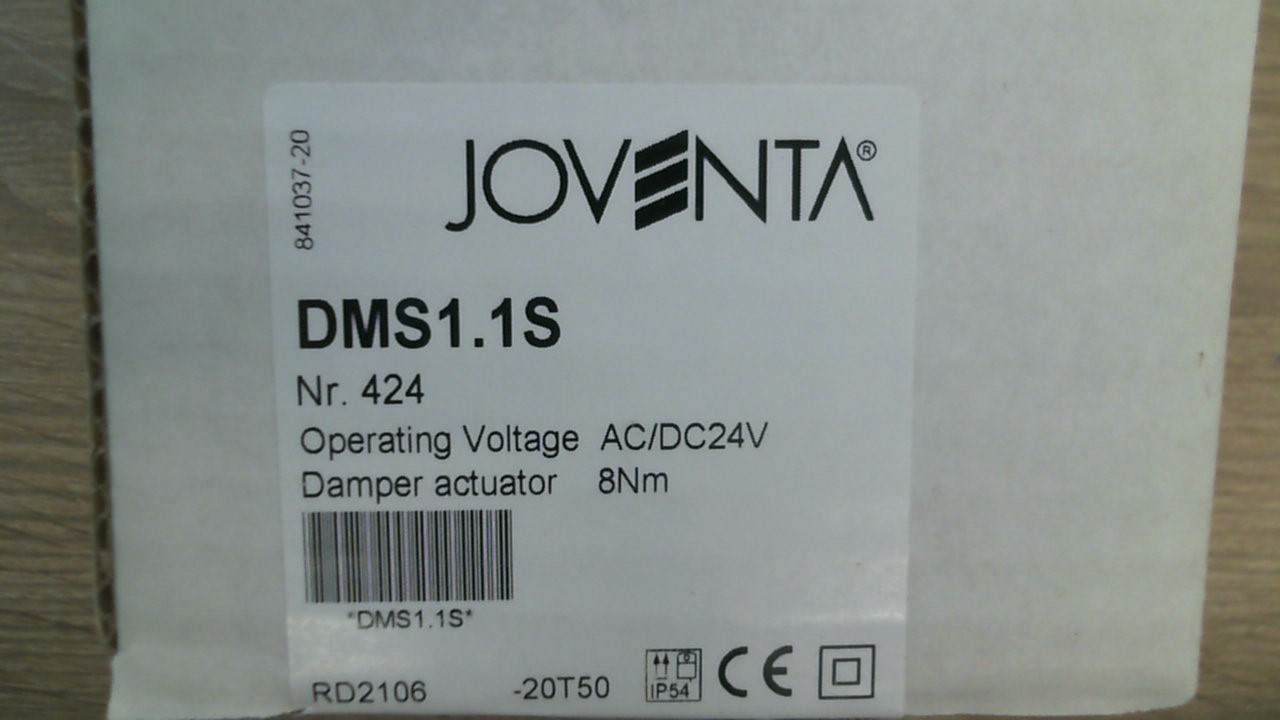 841037-20
JOVENTA®
DMS1.1S
Nr. 424
Operating Voltage AC/DC24V
Damper actuator 8Nm
*DMS1.1S*
RD2106 -20T50 IP54 CE